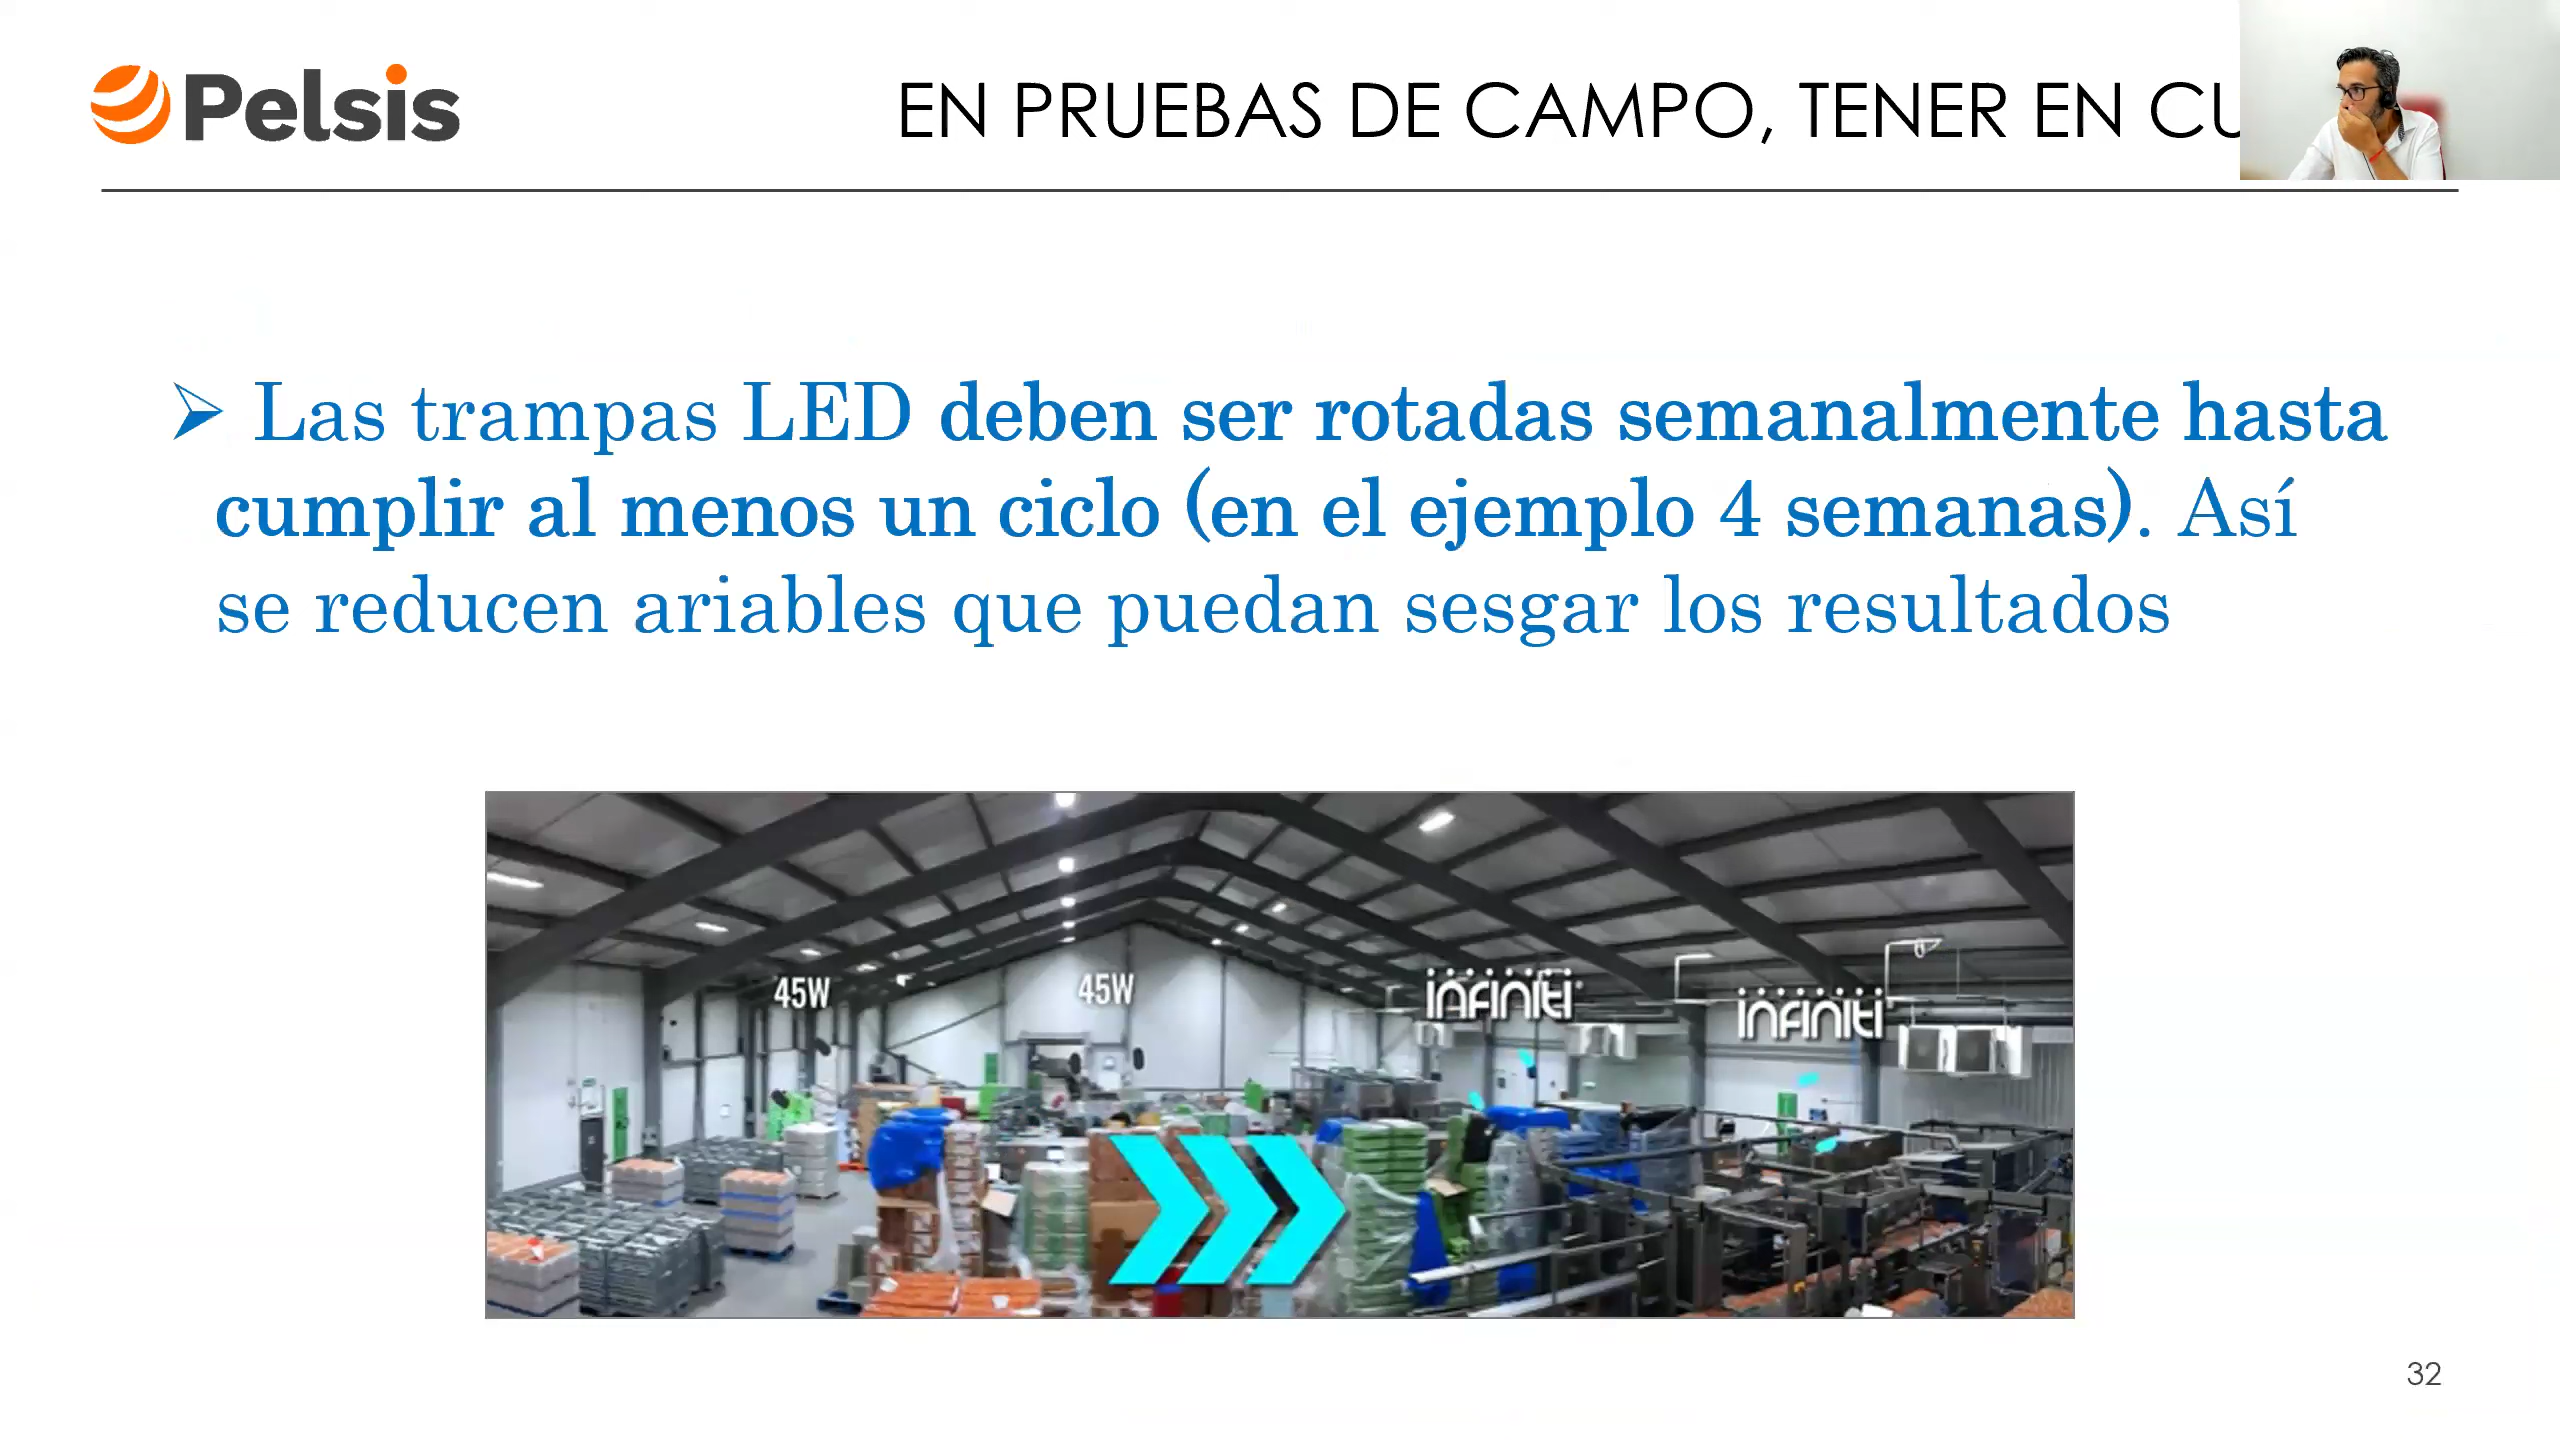 Pelsis
EN PRUEBAS DE CAMPO, TENER EN
➢ Las trampas LED deben ser rotadas semanalmente hasta
cumplir al menos un ciclo (en el ejemplo 4 semanas). Así
se reducen ariables que puedan sesgar los resultados
45W
45W
infiniti
infiniti
32